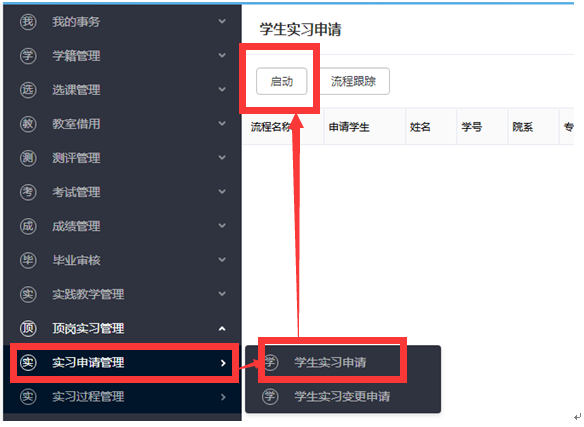 我 我的事务
学 学籍管理
选 选课管理
教 教室借用
测 测评管理
考 考试管理
成 成绩管理
毕 毕业审核
实 实践教学管理
顶 顶岗实习管理
实 实习申请管理
实 实习过程管理
学生实习申请
启动 流程跟踪
流程名称 申请学生 姓名 学号 院系 专
学 学生实习申请
学 学生实习变更申请